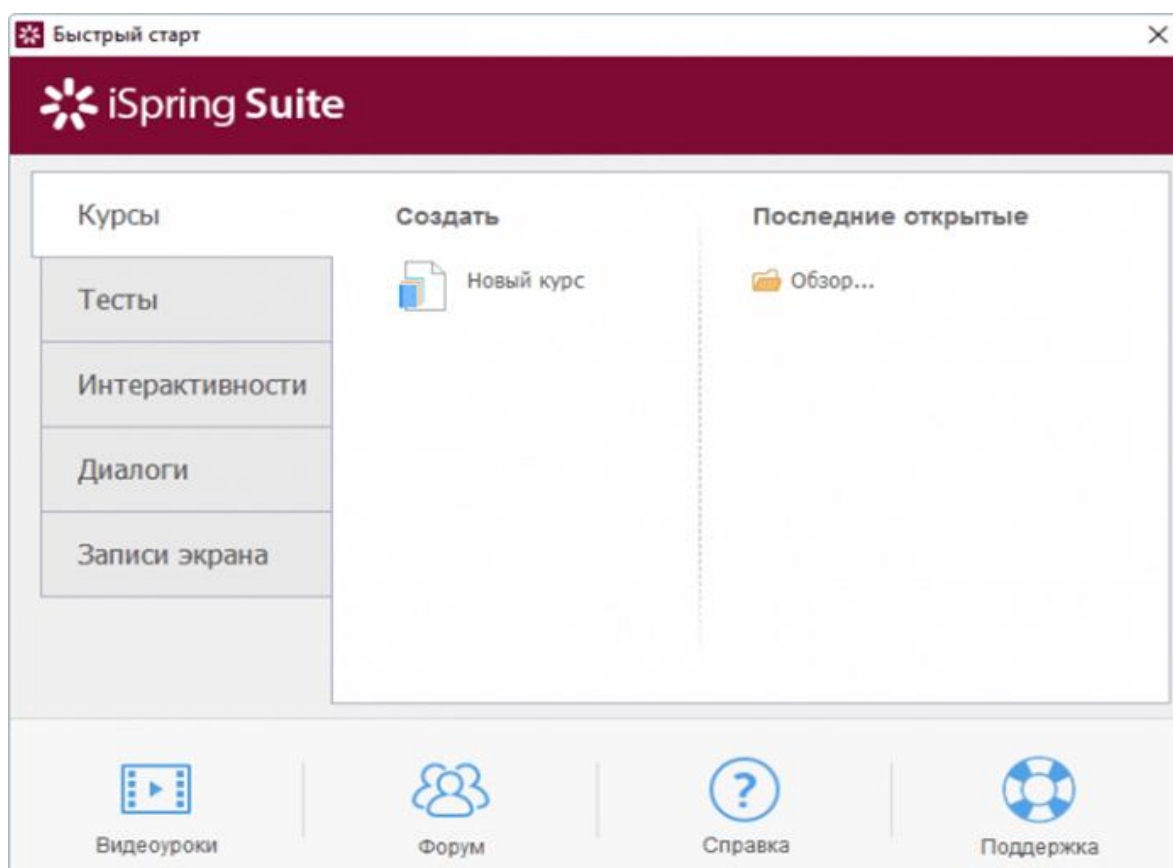 Быстрый старт
iSpring Suite
Курсы
Тесты
Интерактивности
Диалоги
Записи экрана
Создать
Новый курс
Последние открытые
Обзор...
Видеоуроки
Форум
Справка
Поддержка